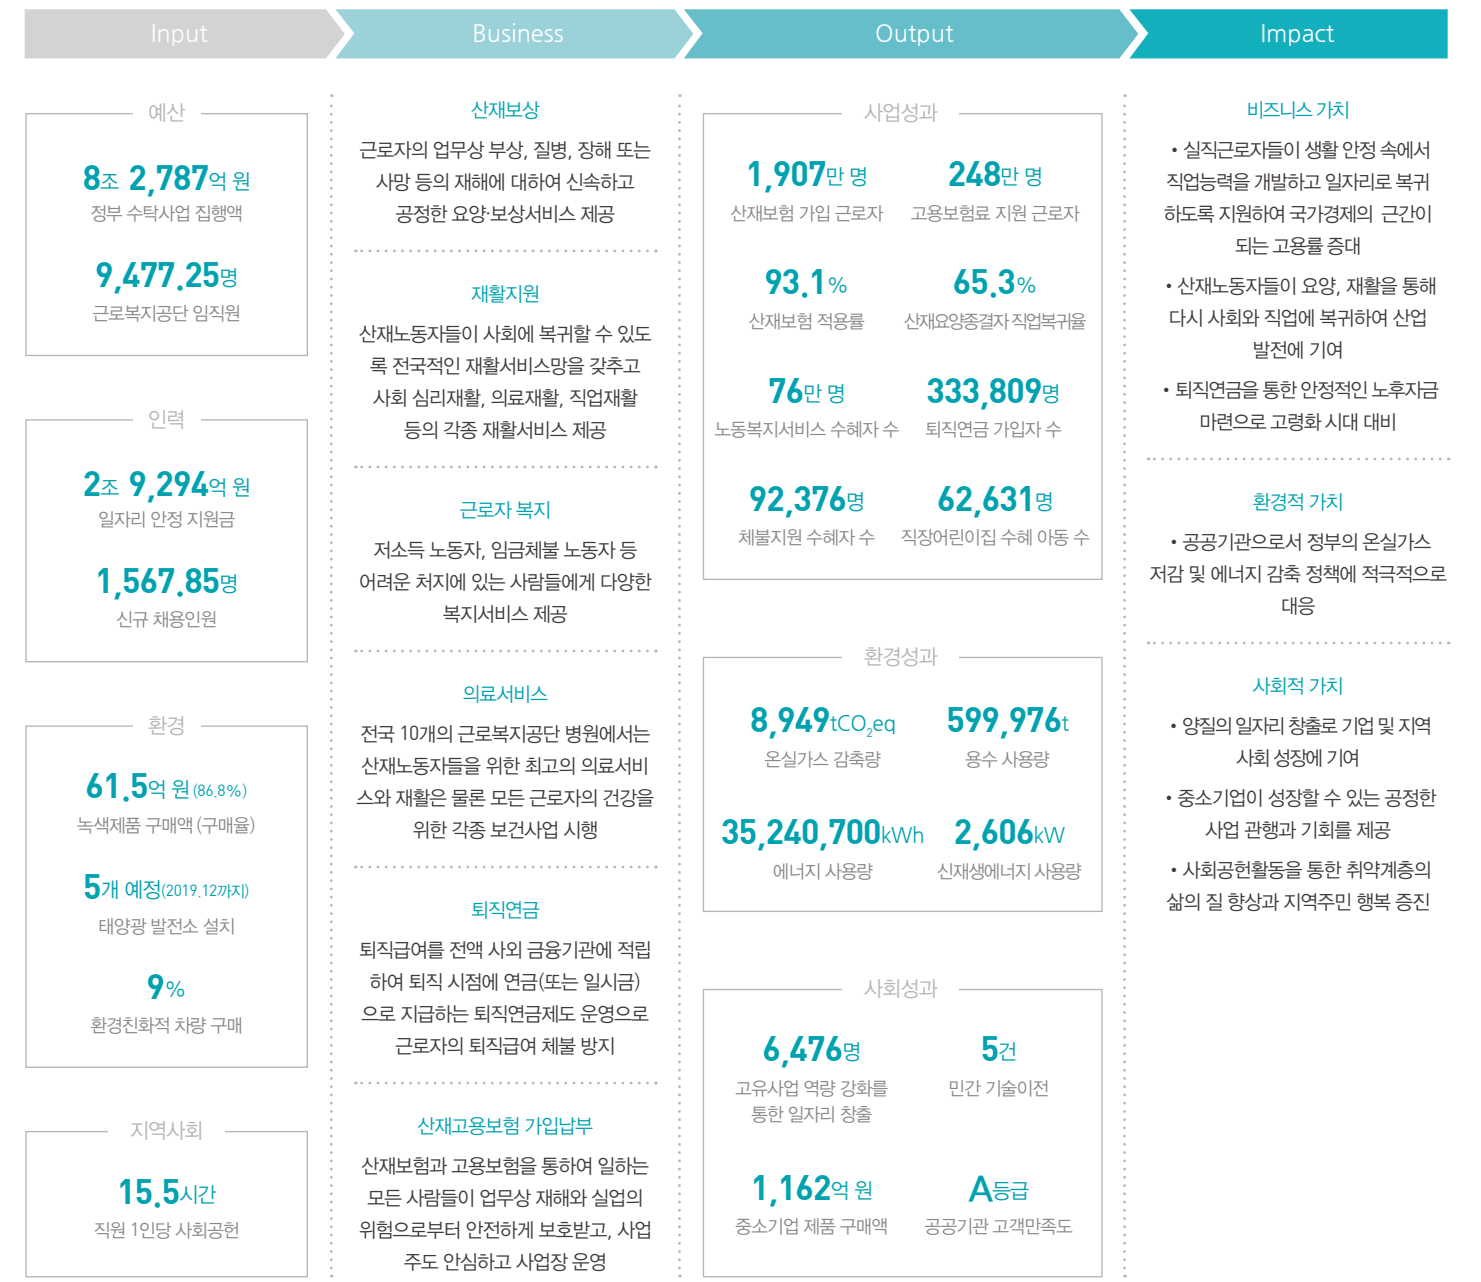 Input
Business
Output
Impact
예산
8조 2,787억 원
정부 수탁사업 집행액
9,477.25명
근로복지공단 임직원
인력
2조 9,294억 원
일자리 안정 지원금
1,567.85명
신규 채용인원
환경
61.5억 원 (86.8%)
녹색제품 구매액 (구매율)
5개 예정(2019.12까지)
태양광 발전소 설치
9%
환경친화적 차량 구매
지역사회
15.5시간
직원 1인당 사회공헌
산재보상
근로자의 업무상 부상, 질병, 장해 또는
사망 등의 재해에 대하여 신속하고
공정한 요양·보상서비스 제공
재활지원
산재노동자들이 사회에 복귀할 수 있도
록 전국적인 재활서비스망을 갖추고
사회 심리재활, 의료재활, 직업재활
등의 각종 재활서비스 제공
근로자 복지
저소득 노동자, 임금체불 노동자 등
어려운 처지에 있는 사람들에게 다양한
복지서비스 제공
의료서비스
전국 10개의 근로복지공단 병원에서는
산재노동자들을 위한 최고의 의료서비
스와 재활은 물론 모든 근로자의 건강을
위한 각종 보건사업 시행
퇴직연금
퇴직급여를 전액 사외 금융기관에 적립
하여 퇴직 시점에 연금(또는 일시금)
으로 지급하는 퇴직연금제도 운영으로
근로자의 퇴직급여 체불 방지
산재고용보험 가입납부
산재보험과 고용보험을 통하여 일하는
모든 사람들이 업무상 재해와 실업의
위험으로부터 안전하게 보호받고, 사업
주도 안심하고 사업장 운영
사업성과
1,907만 명
산재보험 가입 근로자
248만 명
고용보험료 지원 근로자
93.1%
산재보험 적용률
65.3%
산재요양종결자 직업복귀율
76만 명
노동복지서비스 수혜자 수
333,809명
퇴직연금 가입자 수
92,376명
체불지원 수혜자 수
62,631명
직장어린이집 수혜 아동 수
환경성과
8,949tCO₂eq
온실가스 감축량
599,976t
용수 사용량
35,240,700kWh
에너지 사용량
2,606kW
신재생에너지 사용량
사회성과
6,476명
고유사업 역량 강화를
통한 일자리 창출
5건
민간 기술이전
1,162억 원
중소기업 제품 구매액
A등급
공공기관 고객만족도
비즈니스 가치
• 실직근로자들이 생활 안정 속에서
직업능력을 개발하고 일자리로 복귀
하도록 지원하여 국가경제의 근간이
되는 고용률 증대
• 산재노동자들이 요양, 재활을 통해
다시 사회와 직업에 복귀하여 산업
발전에 기여
• 퇴직연금을 통한 안정적인 노후자금
마련으로 고령화 시대 대비
환경적 가치
• 공공기관으로서 정부의 온실가스
저감 및 에너지 감축 정책에 적극적으로
대응
사회적 가치
• 양질의 일자리 창출로 기업 및 지역
사회 성장에 기여
• 중소기업이 성장할 수 있는 공정한
사업 관행과 기회를 제공
• 사회공헌활동을 통한 취약계층의
삶의 질 향상과 지역주민 행복 증진